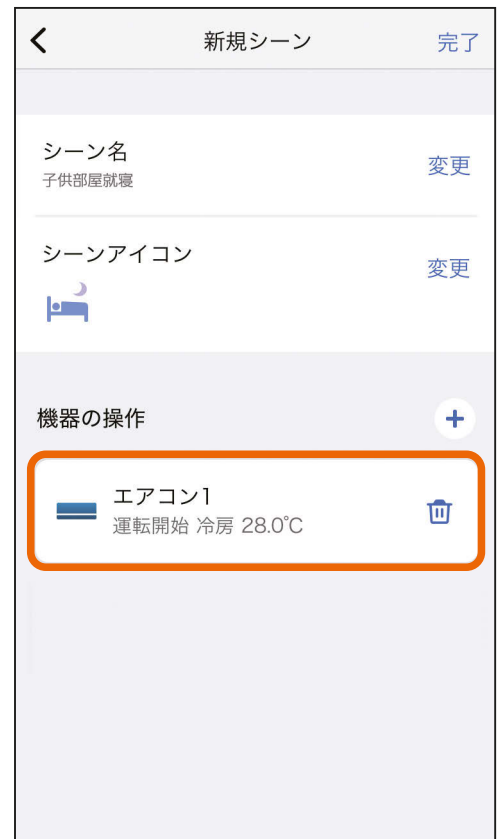 新規シーン
完了
シーン名
子供部屋就寝
変更
シーンアイコン
変更
機器の操作
エアコン1
運転開始 冷房 28.0℃